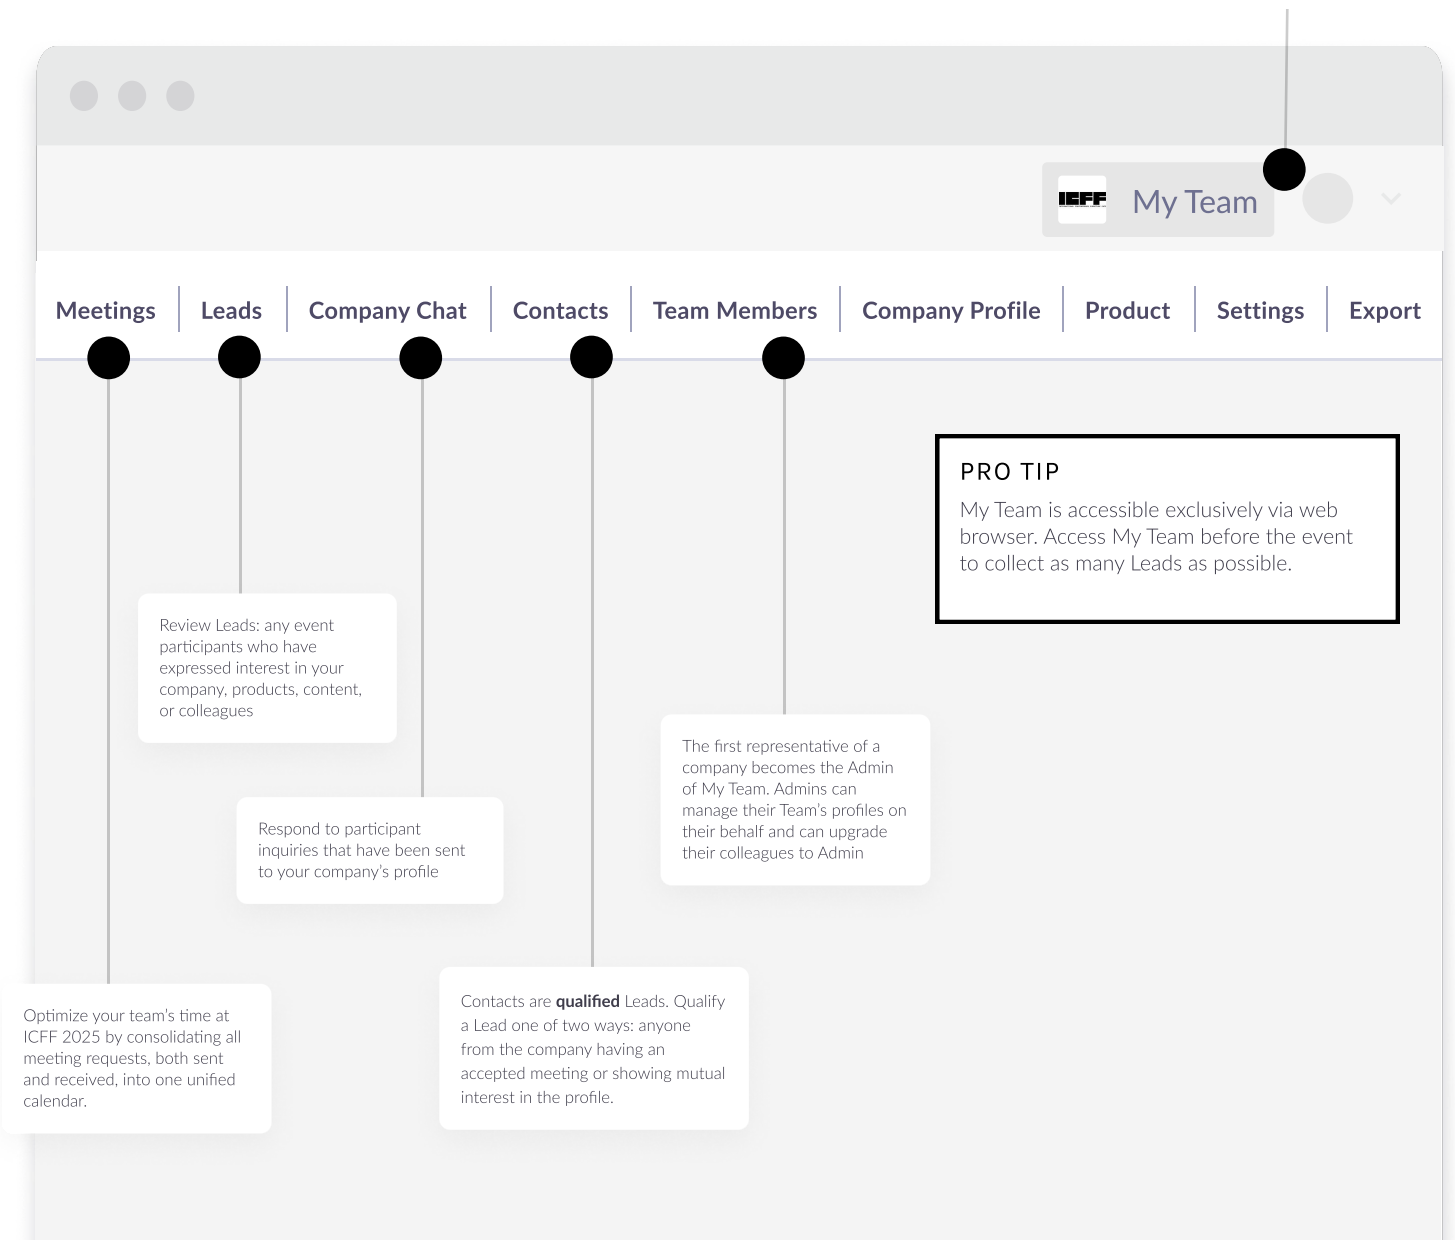 ICFF
My Team
Meetings
Leads
Company Chat
Contacts
Team Members
Company Profile
Product
Settings
Export
PRO TIP
My Team is accessible exclusively via web
browser. Access My Team before the event
to collect as many Leads as possible.
Review Leads: any event
participants who have
expressed interest in your
company, products, content,
or colleagues
The first representative of a
company becomes the Admin
of My Team. Admins can
manage their Team’s profiles on
their behalf and can upgrade
their colleagues to Admin
Respond to participant
inquiries that have been sent
to your company’s profile
Contacts are qualified Leads. Qualify
a Lead one of two ways: anyone
from the company having an
accepted meeting or showing mutual
interest in the profile.
Optimize your team’s time at
ICFF 2025 by consolidating all
meeting requests, both sent
and received, into one unified
calendar.